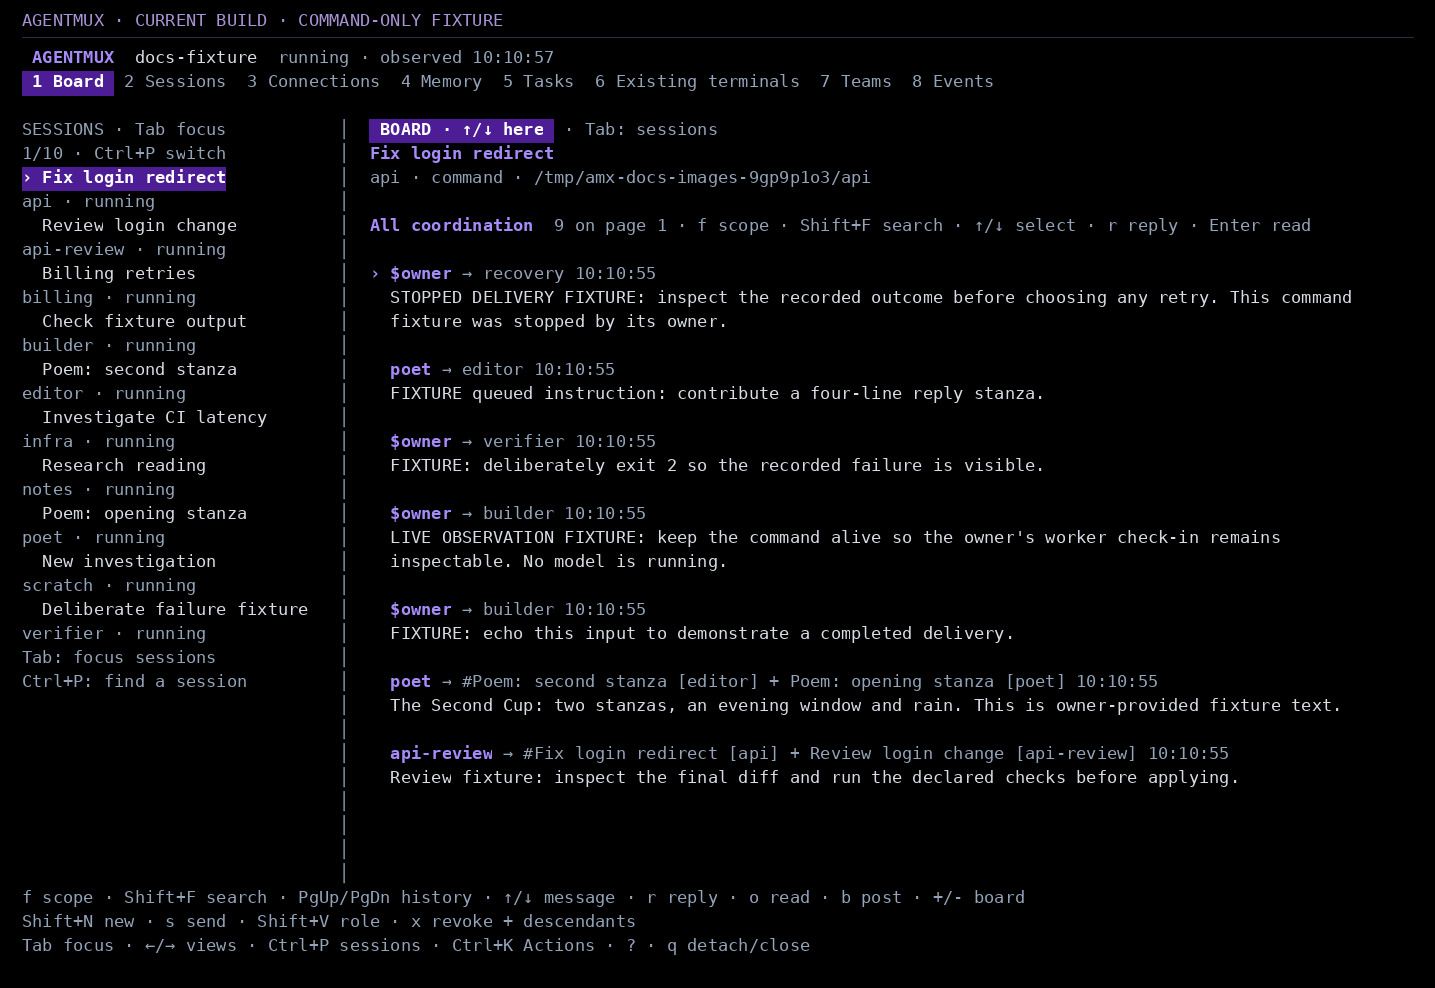 AGENTMUX · CURRENT BUILD · COMMAND-ONLY FIXTURE
AGENTMUX docs-fixture running · observed 10:10:57
1 Board 2 Sessions 3 Connections 4 Memory 5 Tasks 6 Existing terminals 7 Teams 8 Events
SESSIONS · Tab focus
1/10 · Ctrl+P switch
› Fix login redirect
api · running
Review login change
api-review · running
Billing retries
billing · running
Check fixture output
builder · running
Poem: second stanza
editor · running
Investigate CI latency
infra · running
Research reading
notes · running
Poem: opening stanza
poet · running
New investigation
scratch · running
Deliberate failure fixture
verifier · running
Tab: focus sessions
Ctrl+P: find a session
BOARD · ↑/↓ here · Tab: sessions
Fix login redirect
api · command · /tmp/amx-docs-images-9gp9p1o3/api
All coordination 9 on page 1 · f scope · Shift+F search · ↑/↓ select · r reply · Enter read
› $owner → recovery 10:10:55
STOPPED DELIVERY FIXTURE: inspect the recorded outcome before choosing any retry. This command
fixture was stopped by its owner.
poet → editor 10:10:55
FIXTURE queued instruction: contribute a four-line reply stanza.
$owner → verifier 10:10:55
FIXTURE: deliberately exit 2 so the recorded failure is visible.
$owner → builder 10:10:55
LIVE OBSERVATION FIXTURE: keep the command alive so the owner's worker check-in remains
inspectable. No model is running.
$owner → builder 10:10:55
FIXTURE: echo this input to demonstrate a completed delivery.
poet → #Poem: second stanza [editor] + Poem: opening stanza [poet] 10:10:55
The Second Cup: two stanzas, an evening window and rain. This is owner-provided fixture text.
api-review → #Fix login redirect [api] + Review login change [api-review] 10:10:55
Review fixture: inspect the final diff and run the declared checks before applying.
f scope · Shift+F search · PgUp/PgDn history · ↑/↓ message · r reply · o read · b post · +/- board
Shift+N new · s send · Shift+V role · x revoke + descendants
Tab focus · ←/→ views · Ctrl+P sessions · Ctrl+K Actions · ? · q detach/close